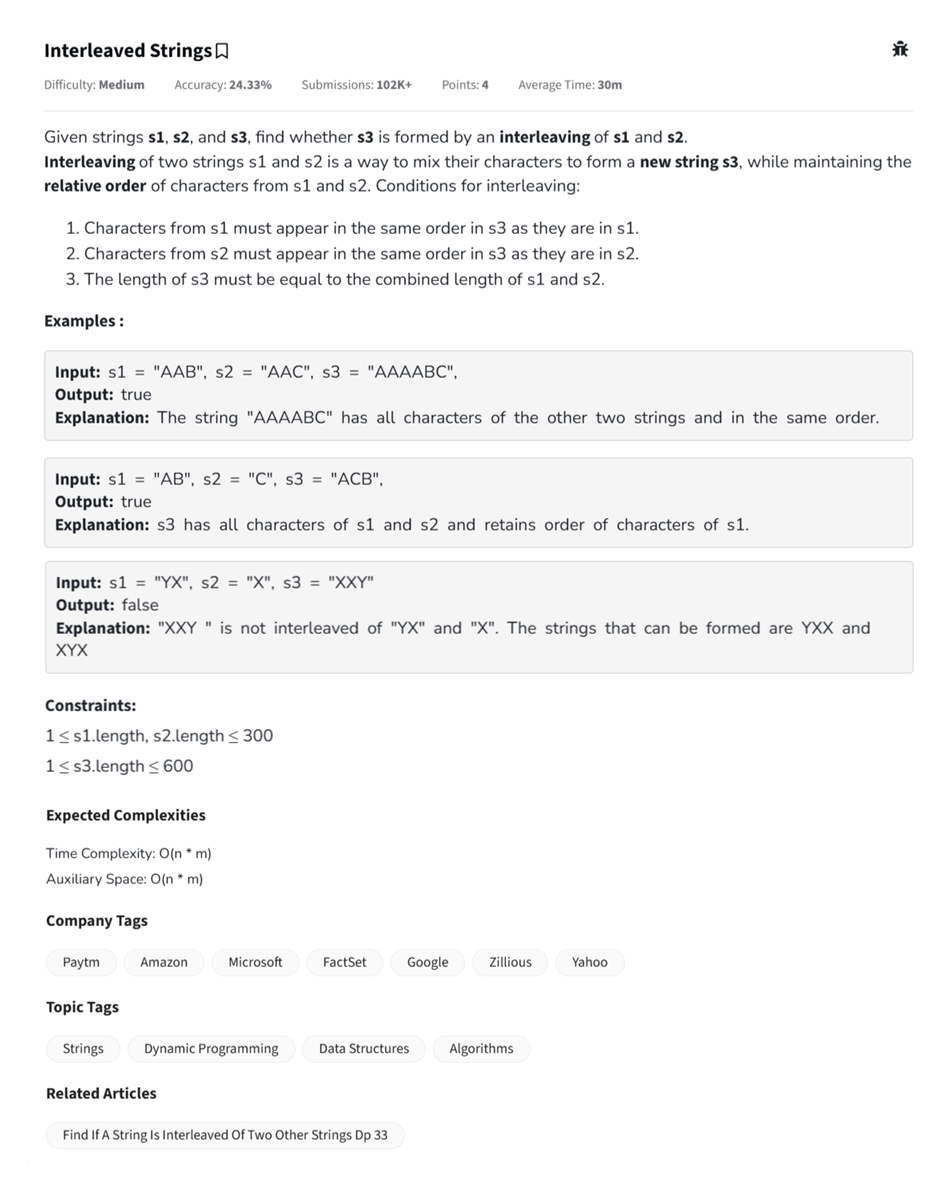 Interleaved Strings
Difficulty: Medium Accuracy: 24.33% Submissions: 102K+ Points: 4 Average Time: 30m
Given strings s1, s2, and s3, find whether s3 is formed by an interleaving of s1 and s2.
Interleaving of two strings s1 and s2 is a way to mix their characters to form a new string s3, while maintaining the
relative order of characters from s1 and s2. Conditions for interleaving:
1. Characters from s1 must appear in the same order in s3 as they are in s1.
2. Characters from s2 must appear in the same order in s3 as they are in s2.
3. The length of s3 must be equal to the combined length of s1 and s2.
Examples :
Input: s1 = "AAB", s2 = "AAC", s3 = "AAAABC",
Output: true
Explanation: The string "AAAABC" has all characters of the other two strings and in the same order.
Input: s1 = "AB", s2 = "C", s3 = "ACB",
Output: true
Explanation: s3 has all characters of s1 and s2 and retains order of characters of s1.
Input: s1 = "YX", s2 = "X", s3 = "XXY"
Output: false
Explanation: "XXY " is not interleaved of "YX" and "X". The strings that can be formed are YXX and
XYX
Constraints:
1 ≤ s1.length, s2.length ≤ 300
1 ≤ s3.length ≤ 600
Expected Complexities
Time Complexity: O(n * m)
Auxiliary Space: O(n * m)
Company Tags
Paytm Amazon Microsoft FactSet Google Zillious Yahoo
Topic Tags
Strings Dynamic Programming Data Structures Algorithms
Related Articles
Find If A String Is Interleaved Of Two Other Strings Dp 33